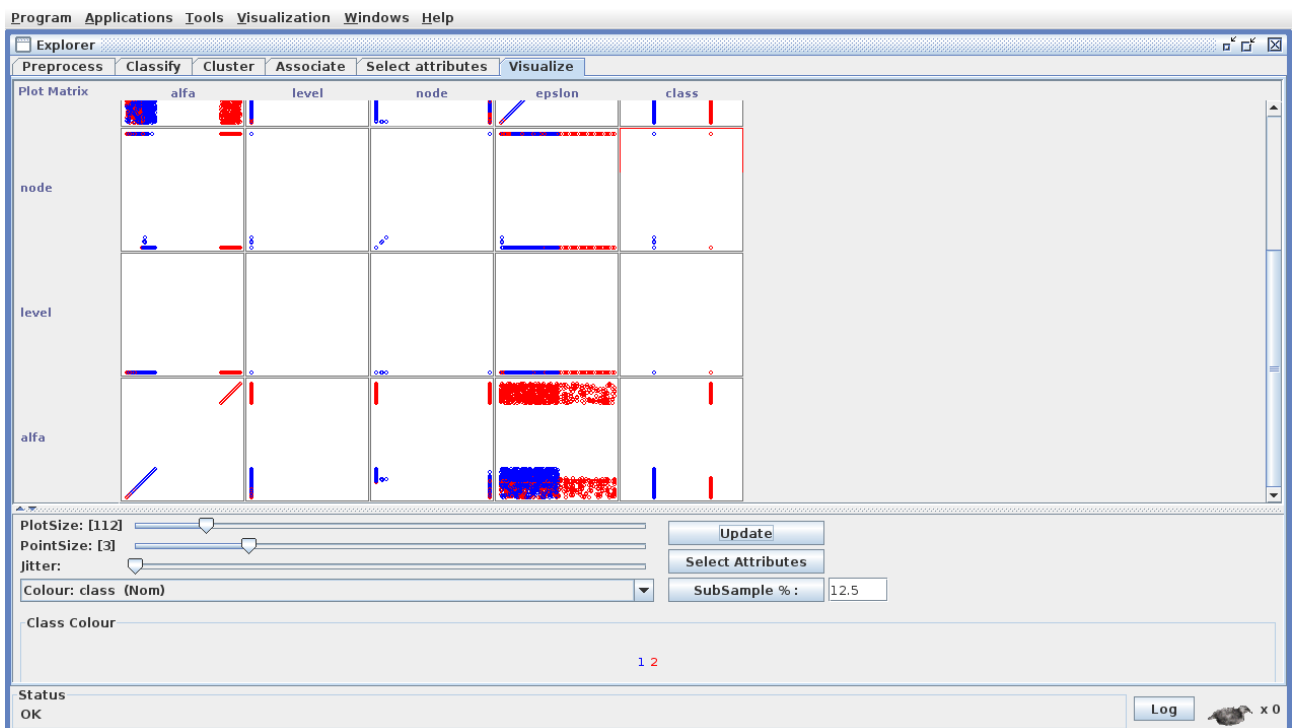 Program Applications Tools Visualization Windows Help
Explorer
Preprocess Classify Cluster Associate Select attributes Visualize
Plot Matrix alfa level node epslon class
node
level
alfa
PlotSize: [112]
Update
PointSize: [3]
Jitter:
Select Attributes
Colour: class (Nom)
SubSample % : 12.5
Class Colour
1 2
Status
OK
Log x 0